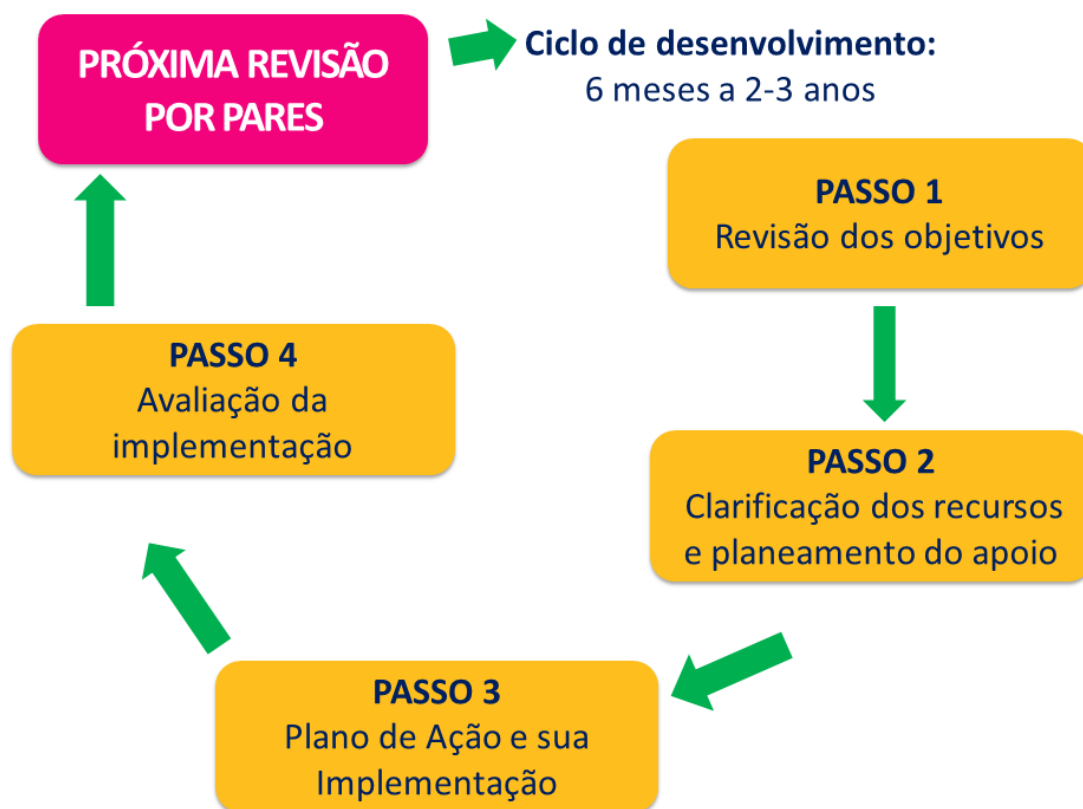 PRÓXIMA REVISÃO
POR PARES
Ciclo de desenvolvimento:
6 meses a 2-3 anos
PASSO 1
Revisão dos objetivos
PASSO 2
Clarificação dos recursos
e planeamento do apoio
PASSO 3
Plano de Ação e sua
Implementação
PASSO 4
Avaliação da
implementação